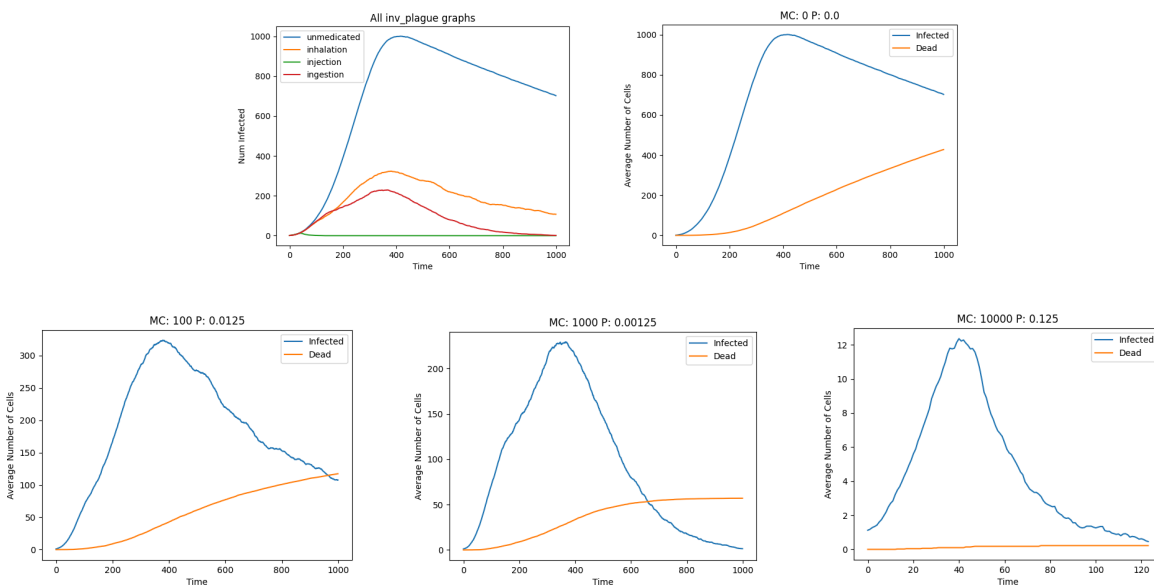 All inv_plague graphs
unmedicated
inhalation
injection
ingestion
Num Infected
1000
800
600
400
200
0
0 200 400 600 800 1000
Time
MC: 0 P: 0.0
Infected
Dead
Average Number of Cells
1000
800
600
400
200
0
0 200 400 600 800 1000
Time
MC: 100 P: 0.0125
Infected
Dead
Average Number of Cells
300
250
200
150
100
50
0
0 200 400 600 800 1000
Time
MC: 1000 P: 0.00125
Infected
Dead
Average Number of Cells
200
150
100
50
0
0 200 400 600 800 1000
Time
MC: 10000 P: 0.125
Infected
Dead
Average Number of Cells
12
10
8
6
4
2
0
0 20 40 60 80 100 120
Time